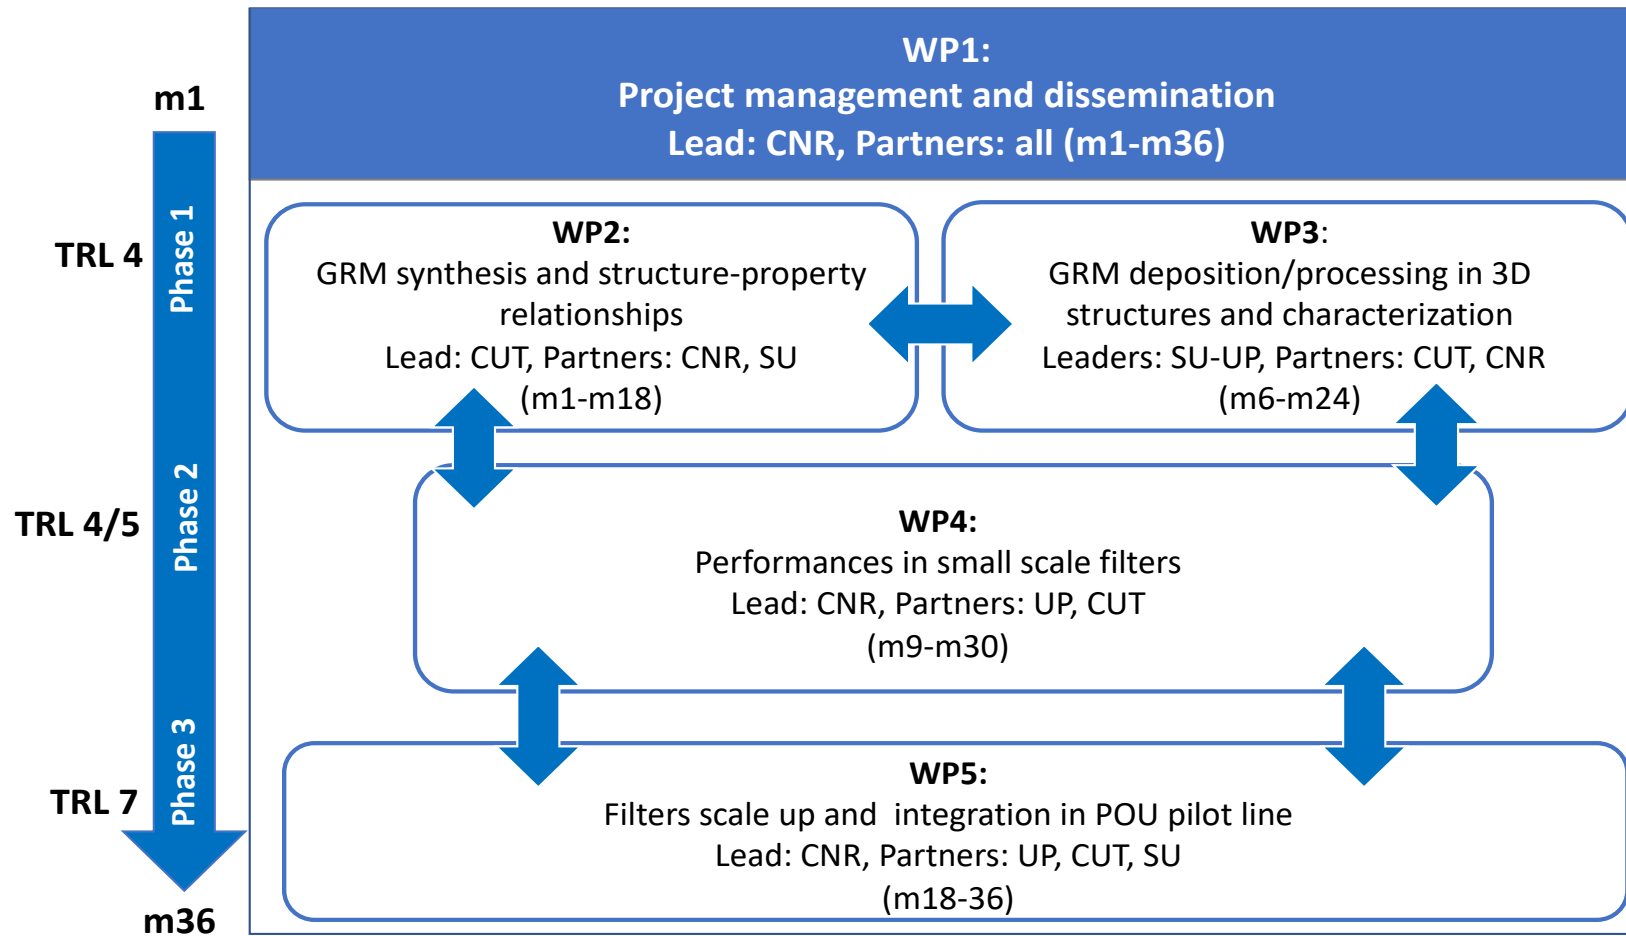 WP1:
Project management and dissemination
Lead: CNR, Partners: all (m1-m36)
m1
Phase 1
TRL 4
WP2:
GRM synthesis and structure-property
relationships
Lead: CUT, Partners: CNR, SU
(m1-m18)
WP3:
GRM deposition/processing in 3D
structures and characterization
Leaders: SU-UP, Partners: CUT, CNR
(m6-m24)
Phase 2
TRL 4/5
WP4:
Performances in small scale filters
Lead: CNR, Partners: UP, CUT
(m9-m30)
Phase 3
TRL 7
WP5:
Filters scale up and  integration in POU pilot line
Lead: CNR, Partners: UP, CUT, SU
(m18-36)
m36